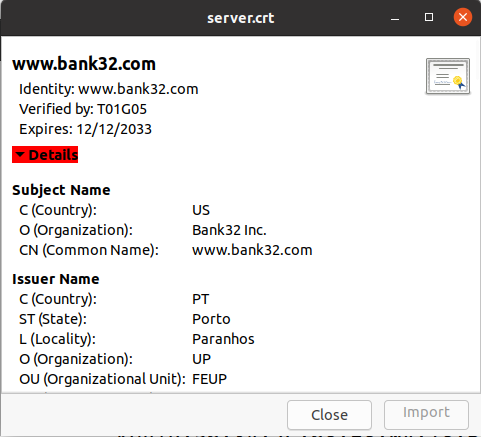 server.crt
www.bank32.com
Identity: www.bank32.com
Verified by: T01G05
Expires: 12/12/2033
Details
Subject Name
C (Country): US
O (Organization): Bank32 Inc.
CN (Common Name): www.bank32.com
Issuer Name
C (Country): PT
ST (State): Porto
L (Locality): Paranhos
O (Organization): UP
OU (Organizational Unit): FEUP
Close Import